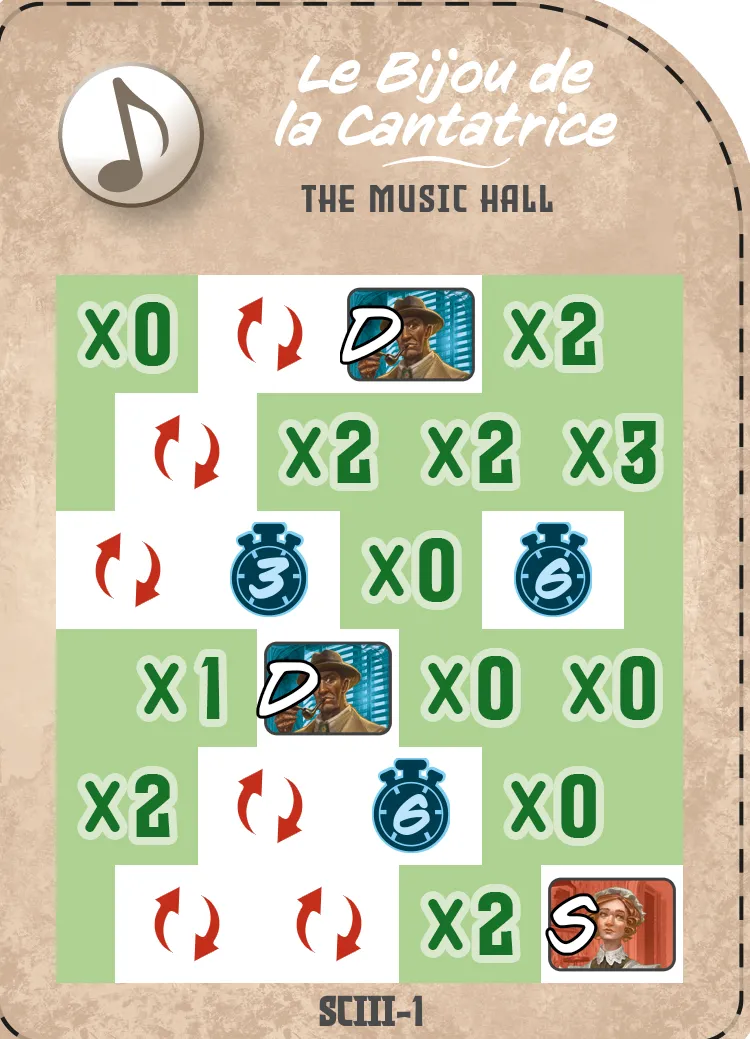 Le Bijou de
la Cantatrice
THE MUSIC HALL
X0 D X2
X2 X2 X3
3 X0 6
X1 D X0 X0
X2 6 X0
X2 S
SCIII-1